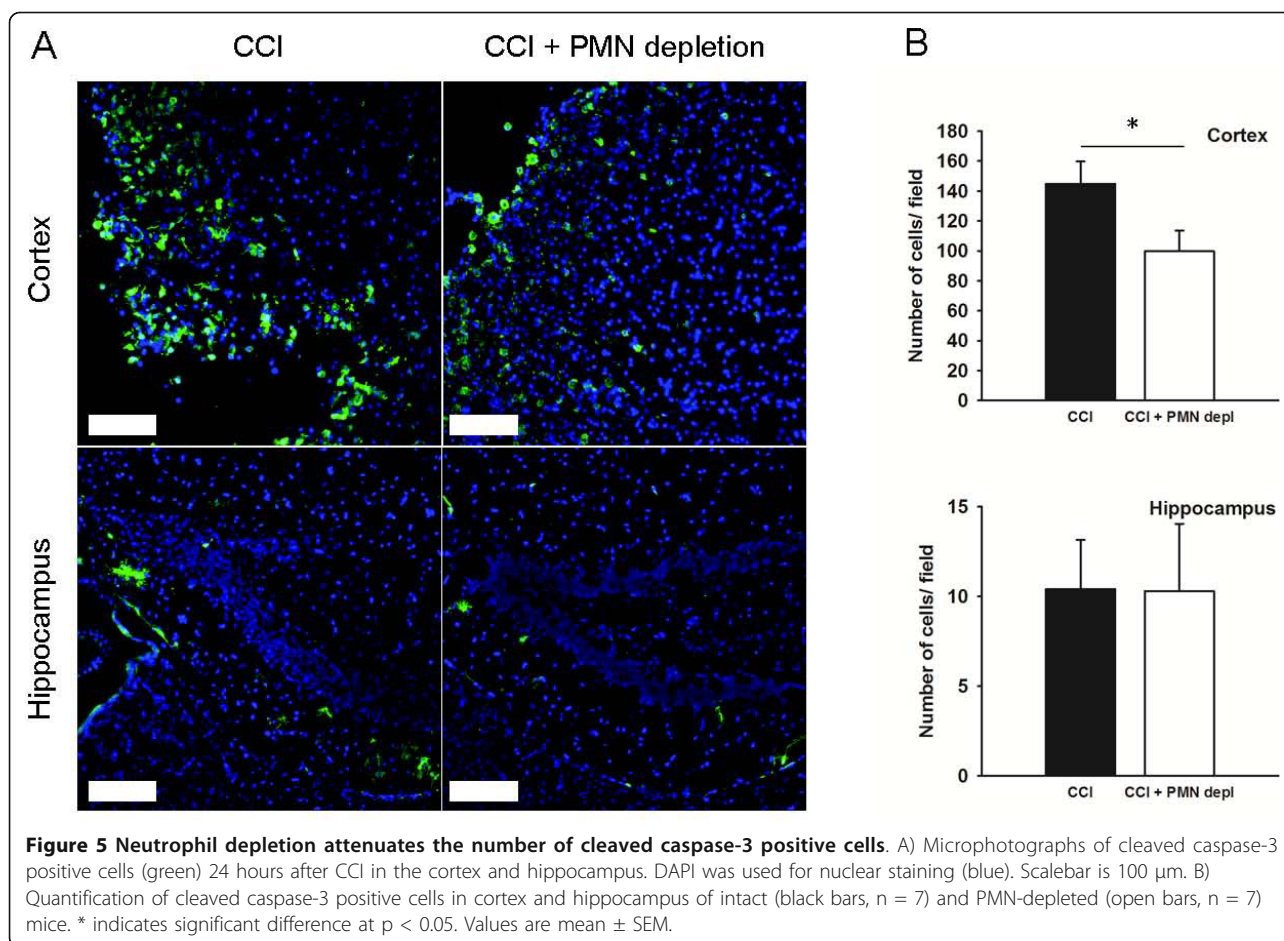 A
CCI
CCI + PMN depletion
B
Cortex
Hippocampus
*
Cortex
Number of cells/ field
180
160
140
120
100
80
60
40
20
0
CCI
CCI + PMN depl
Hippocampus
Number of cells/ field
15
10
5
0
CCI
CCI + PMN depl
Figure 5 Neutrophil depletion attenuates the number of cleaved caspase-3 positive cells. A) Microphotographs of cleaved caspase-3
positive cells (green) 24 hours after CCI in the cortex and hippocampus. DAPI was used for nuclear staining (blue). Scalebar is 100 μm. B)
Quantification of cleaved caspase-3 positive cells in cortex and hippocampus of intact (black bars, n = 7) and PMN-depleted (open bars, n = 7)
mice. * indicates significant difference at p < 0.05. Values are mean ± SEM.